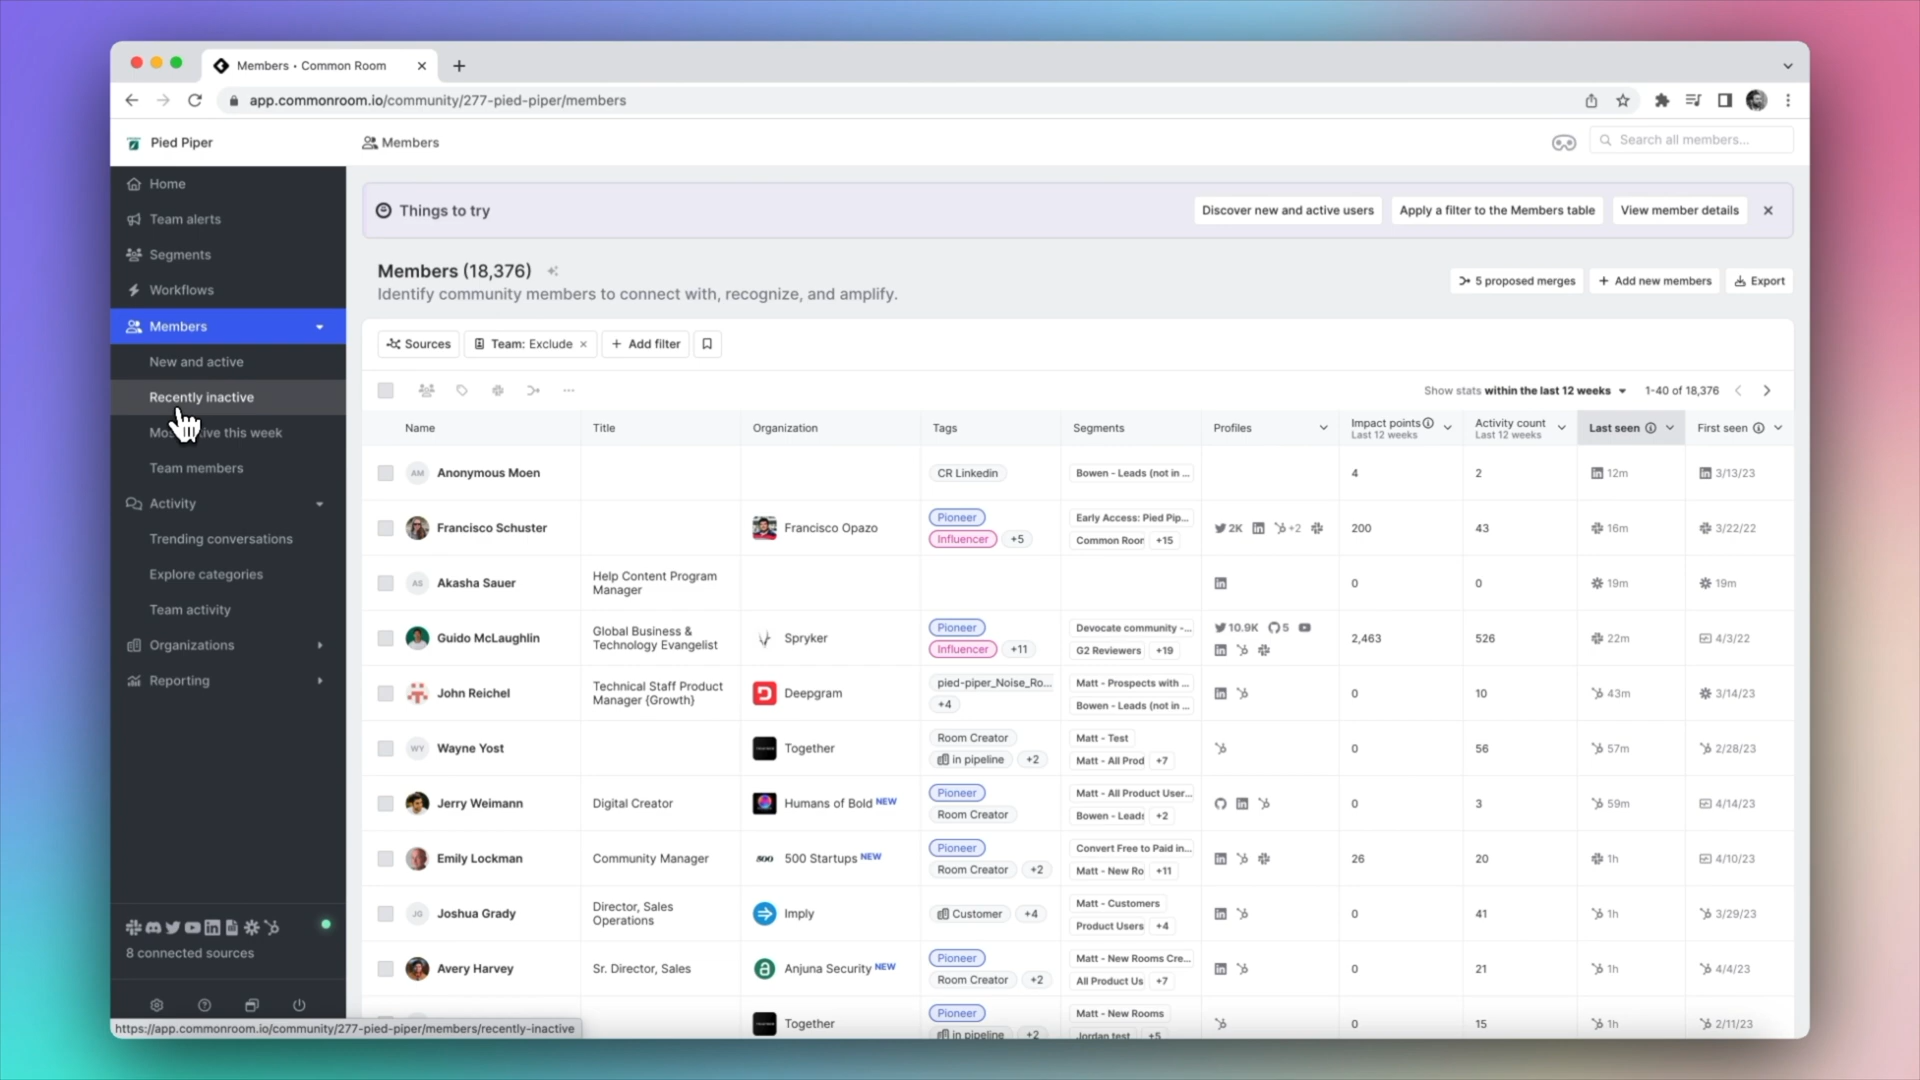 Members · Common Room
app.commonroom.io/community/277-pied-piper/members
Pied Piper
Members
Search all members...
Home
Team alerts
Segments
Workflows
Members
New and active
Recently inactive
this week
Team members
Activity
Trending conversations
Explore categories
Team activity
Organizations
Reporting
8 connected sources
https://app.commonroom.io/community/277-pied-piper/members/recently-inactive
Things to try
Discover new and active users
Apply a filter to the Members table
View member details
Members (18,376)
Identify community members to connect with, recognize, and amplify.
5 proposed merges
Add new members
Export
Sources
Team: Exclude
Add filter
Show stats within the last 12 weeks
1-40 of 18,376
Name Title Organization Tags Segments Profiles Impact points Activity count Last seen First seen
Last 12 weeks Last 12 weeks
AM Anonymous Moen CR Linkedin Bowen - Leads (not in ... 4 2 12m 3/13/23
Francisco Schuster Francisco Opazo Pioneer Early Access: Pied Pip... 2K +2 200 43 16m 3/22/22
Influencer +5 Common Roor +15
AS Akasha Sauer Help Content Program 0 0 19m 19m
Manager
Guido McLaughlin Global Business & Spryker Pioneer Devocate community -... 10.9K 5 2,463 526 22m 4/3/22
Technology Evangelist Influencer +11 G2 Reviewers +19
John Reichel Technical Staff Product Deepgram pied-piper_Noise_Ro... Matt - Prospects with ... 0 10 43m 3/14/23
Manager {Growth} +4 Bowen - Leads (not in ...
WY Wayne Yost Together Room Creator Matt - Test 0 56 57m 2/28/23
in pipeline +2 Matt - All Prod +7
Jerry Weimann Digital Creator Humans of Bold NEW Pioneer Matt - All Product User... 0 3 59m 4/14/23
Room Creator Bowen - Lead +2
Emily Lockman Community Manager 500 500 Startups NEW Pioneer Convert Free to Paid in... 26 20 1h 4/10/23
Room Creator +2 Matt - New Ro +11
JG Joshua Grady Director, Sales Imply Customer +4 Matt - Customers 0 41 1h 3/29/23
Operations Product Users +4
Avery Harvey Sr. Director, Sales Anjuna Security NEW Pioneer Matt - New Rooms Cre... 0 21 1h 4/4/23
Room Creator +2 All Product Us +7
Together Pioneer Matt - New Rooms 0 15 1h 2/11/23
in pipeline +2 Jordan test +5